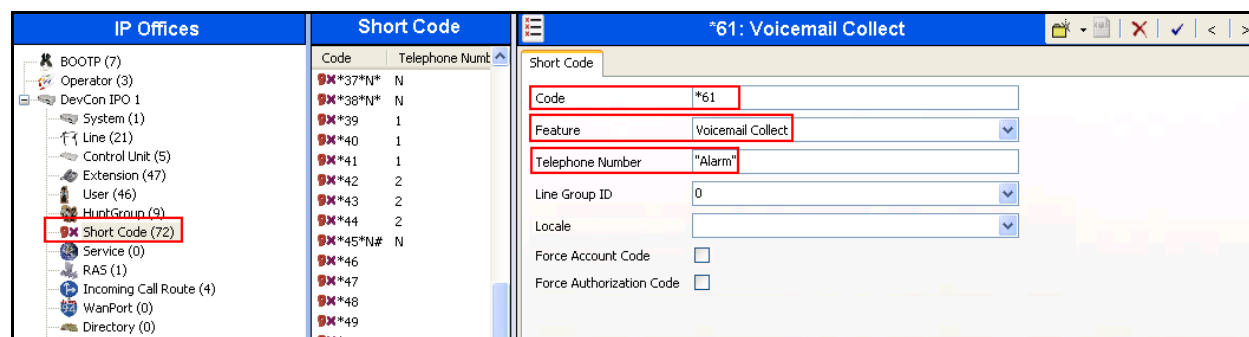 IP Offices
BOOTP (7)
Operator (3)
DevCon IPO 1
System (1)
Line (21)
Control Unit (5)
Extension (47)
User (46)
HuntGroup (9)
Short Code (72)
Service (0)
RAS (1)
Incoming Call Route (4)
WanPort (0)
Directory (0)
Short Code
Code Telephone Numb
*37*N* N
*38*N* N
*39 1
*40 1
*41 1
*42 2
*43 2
*44 2
*45*N# N
*46
*47
*48
*49
*61: Voicemail Collect
Short Code
Code *61
Feature Voicemail Collect
Telephone Number "Alarm"
Line Group ID 0
Locale
Force Account Code
Force Authorization Code